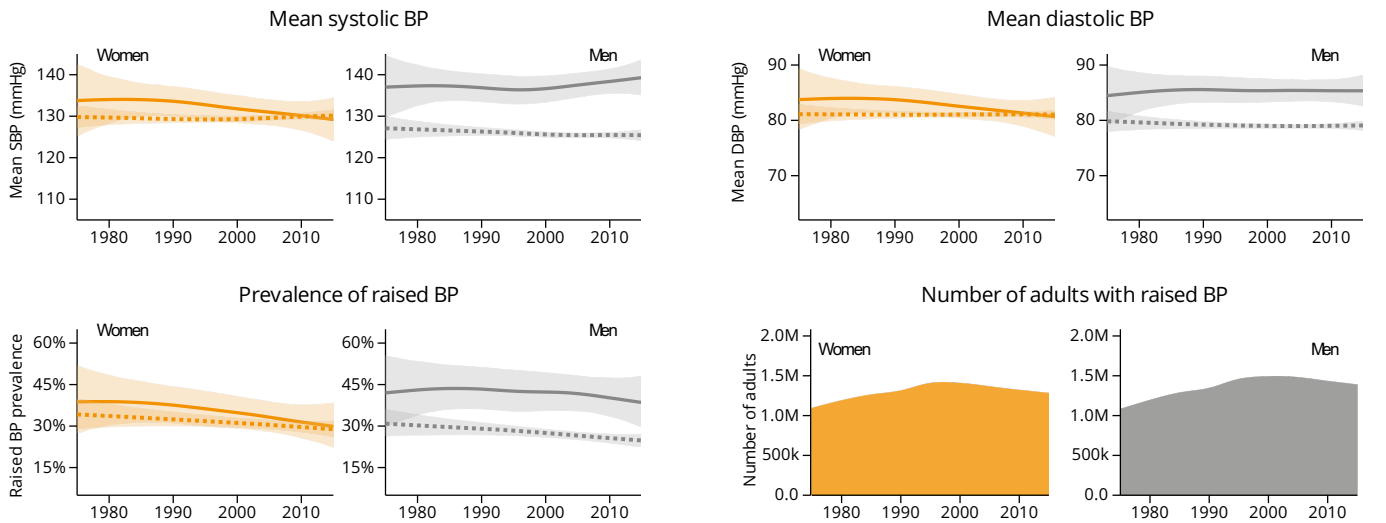 Mean systolic BP
Mean diastolic BP
Women
Men
Women
Men
Mean SBP (mmHg)
140
130
120
110
140
130
120
110
Mean DBP (mmHg)
90
80
70
90
80
70
1980 1990 2000 2010
1980 1990 2000 2010
1980 1990 2000 2010
1980 1990 2000 2010
Prevalence of raised BP
Number of adults with raised BP
Women
Men
Women
Men
Raised BP prevalence
60%
45%
30%
15%
60%
45%
30%
15%
Number of adults
2.0M
1.5M
1.0M
500k
0.0
2.0M
1.5M
1.0M
500k
0.0
1980 1990 2000 2010
1980 1990 2000 2010
1980 1990 2000 2010
1980 1990 2000 2010